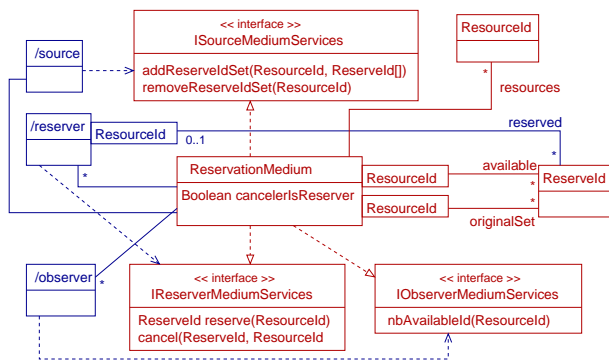 << interface >>
ISourceMediumServices
addReserveIdSet(ResourceId, ReserveId[])
removeReserveIdSet(ResourceId)
/source
ResourceId
*
resources
/reserver
ResourceId
0..1
reserved
*
ReservationMedium
Boolean cancelerIsReserver
*
ResourceId
available
*
ReserveId
ResourceId
*
originalSet
/observer
*
<< interface >>
IReserverMediumServices
ReserveId reserve(ResourceId)
cancel(ReserveId, ResourceId
<< interface >>
IObserverMediumServices
nbAvailableId(ResourceId)